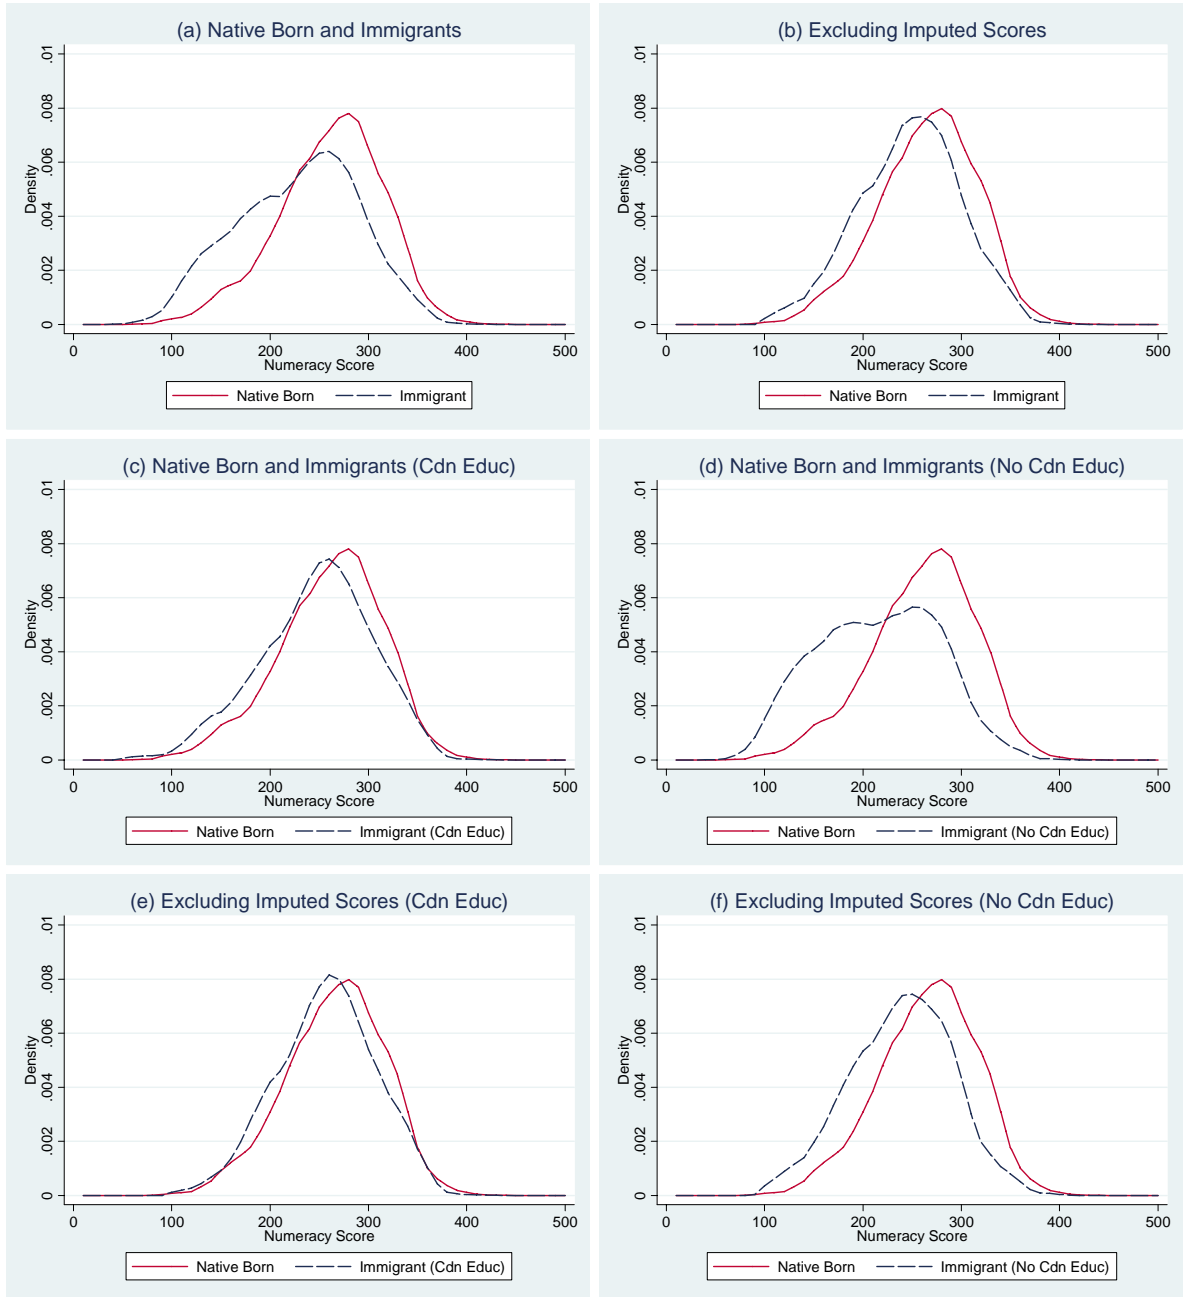 (a) Native Born and Immigrants
.01
.008
.006
.004
.002
0
Density
0 100 200 300 400 500
Numeracy Score
Native Born Immigrant
(b) Excluding Imputed Scores
.01
.008
.006
.004
.002
0
Density
0 100 200 300 400 500
Numeracy Score
Native Born Immigrant
(c) Native Born and Immigrants (Cdn Educ)
.01
.008
.006
.004
.002
0
Density
0 100 200 300 400 500
Numeracy Score
Native Born Immigrant (Cdn Educ)
(d) Native Born and Immigrants (No Cdn Educ)
.01
.008
.006
.004
.002
0
Density
0 100 200 300 400 500
Numeracy Score
Native Born Immigrant (No Cdn Educ)
(e) Excluding Imputed Scores (Cdn Educ)
.01
.008
.006
.004
.002
0
Density
0 100 200 300 400 500
Numeracy Score
Native Born Immigrant (Cdn Educ)
(f) Excluding Imputed Scores (No Cdn Educ)
.01
.008
.006
.004
.002
0
Density
0 100 200 300 400 500
Numeracy Score
Native Born Immigrant (No Cdn Educ)